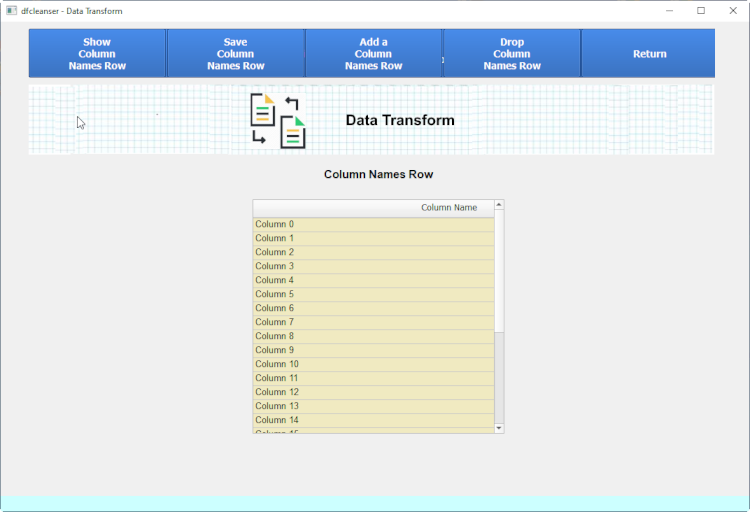 dfcleanser - Data Transform
Show
Column
Names Row
Save
Column
Names Row
Add a
Column
Names Row
Drop
Column
Names Row
Return
Data Transform
Column Names Row
Column Name
Column 0
Column 1
Column 2
Column 3
Column 4
Column 5
Column 6
Column 7
Column 8
Column 9
Column 10
Column 11
Column 12
Column 13
Column 14
Column 15